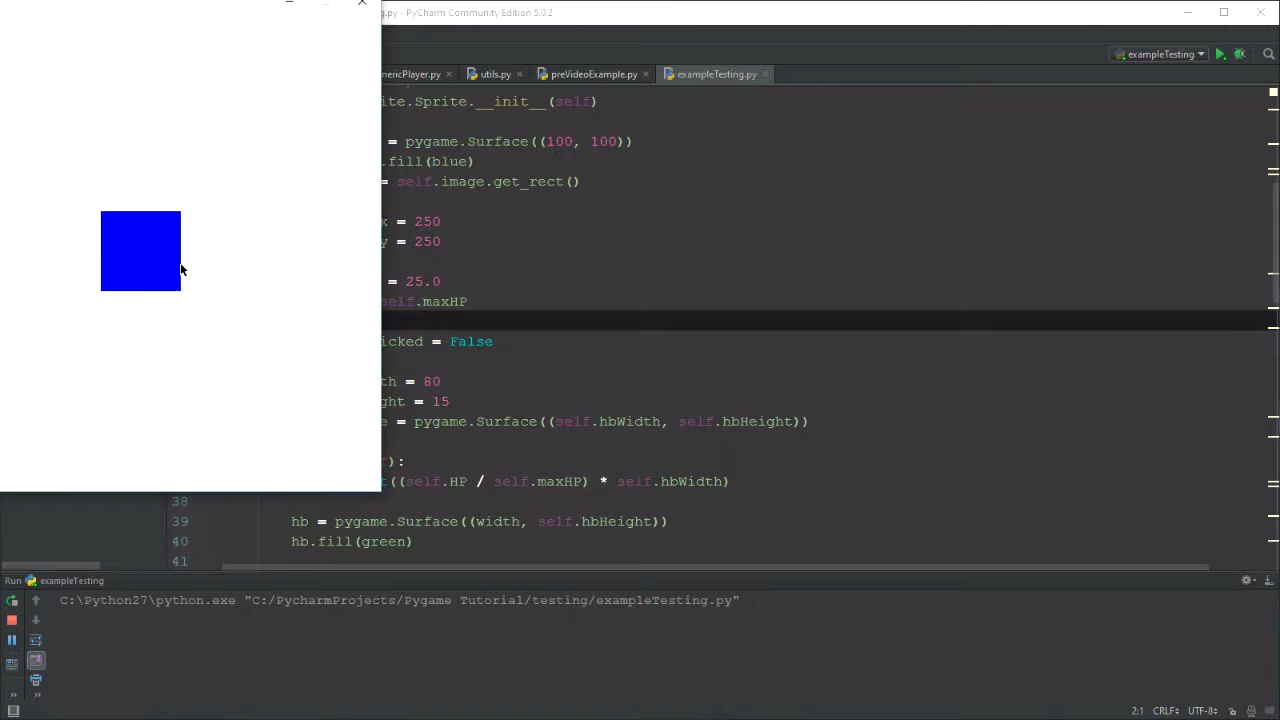 g.py - PyCharm Community Edition 5.0.2
exampleTesting
nericPlayer.py utils.py preVideoExample.py exampleTesting.py
ite.Sprite.__init__(self)
= pygame.Surface((100, 100))
.fill(blue)
= self.image.get_rect()
x = 250
y = 250
= 25.0
self.maxHP
icked = False
th = 80
ght = 15
e = pygame.Surface((self.hbWidth, self.hbHeight))
f):
t((self.HP / self.maxHP) * self.hbWidth)
38
39 hb = pygame.Surface((width, self.hbHeight))
40 hb.fill(green)
41
Run exampleTesting
C:\Python27\python.exe "C:/PycharmProjects/Pygame Tutorial/testing/exampleTesting.py"
2:1 CRLF UTF-8